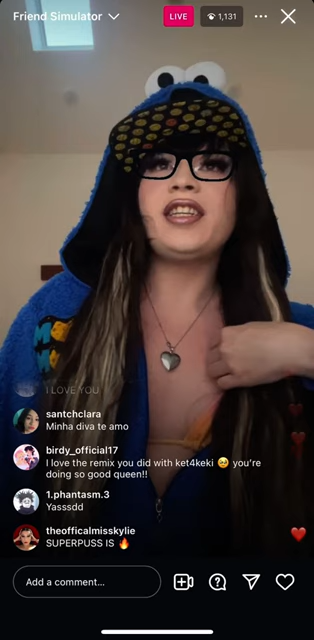 Friend Simulator
LIVE
1,131
I LOVE YOU
santchclara
Minha diva te amo
birdy_official17
I love the remix you did with ket4keki 🥺 you're
doing so good queen!!
1.phantasm.3
Yasssdd
theofficalmisskylie
SUPERPUSS IS 🔥
Add a comment...